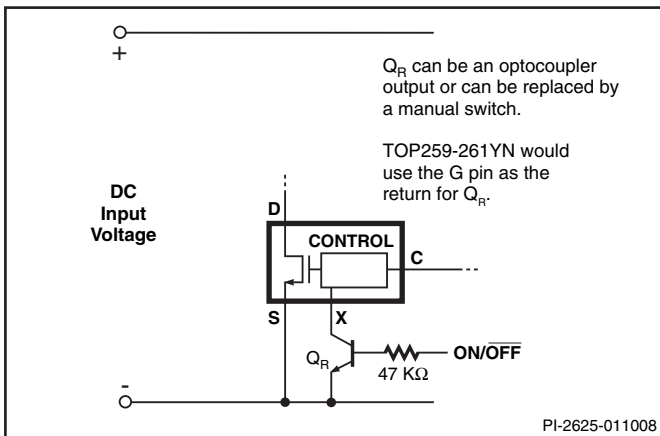 +
Q_R can be an optocoupler
output or can be replaced by
a manual switch.
TOP259-261YN would
use the G pin as the
return for Q_R.
DC
Input
Voltage
D
CONTROL
C
S
X
Q_R
ON/O̅F̅F̅
47 KΩ
-
PI-2625-011008